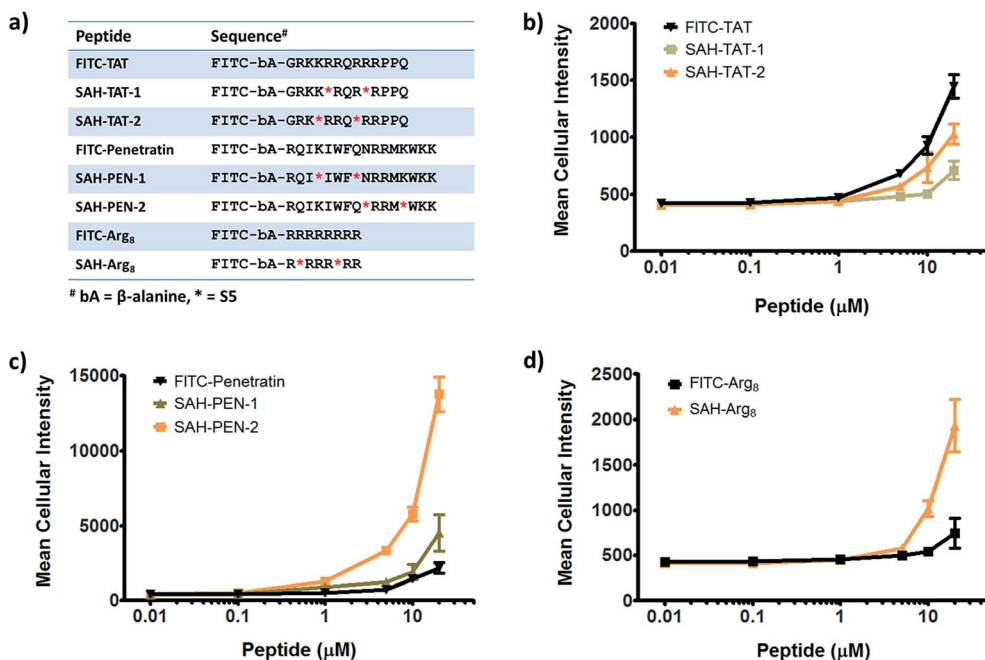 a)
Peptide Sequence#
FITC-TAT FITC-bA-GRKKRRQRRRPPQ
SAH-TAT-1 FITC-bA-GRKK*RQR*RPPQ
SAH-TAT-2 FITC-bA-GRK*RRQ*RRPPQ
FITC-Penetratin FITC-bA-RQIKIWFQNRRMKWKK
SAH-PEN-1 FITC-bA-RQI*IWF*NRRMKWKK
SAH-PEN-2 FITC-bA-RQIKIWFQ*RRM*WKK
FITC-Arg₈ FITC-bA-RRRRRRRR
SAH-Arg₈ FITC-bA-R*RRR*RR
# bA = β-alanine, * = S5
b)
FITC-TAT
SAH-TAT-1
SAH-TAT-2
Mean Cellular Intensity
2000
1500
1000
500
0
0.01 0.1 1 10
Peptide (μM)
c)
FITC-Penetratin
SAH-PEN-1
SAH-PEN-2
Mean Cellular Intensity
15000
10000
5000
0
0.01 0.1 1 10
Peptide (μM)
d)
FITC-Arg₈
SAH-Arg₈
Mean Cellular Intensity
2500
2000
1500
1000
500
0
0.01 0.1 1 10
Peptide (μM)